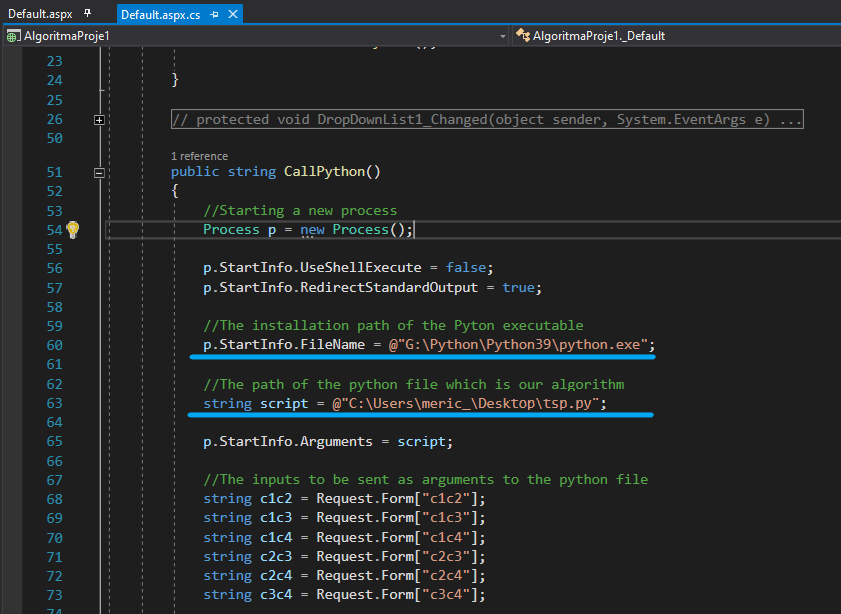 Default.aspx
Default.aspx.cs
AlgoritmaProje1
AlgoritmaProje1._Default
23
24 }
25
26 // protected void DropDownList1_Changed(object sender, System.EventArgs e) ...
50
1 reference
51 public string CallPython()
52 {
53 //Starting a new process
54 Process p = new Process();
55
56 p.StartInfo.UseShellExecute = false;
57 p.StartInfo.RedirectStandardOutput = true;
58
59 //The installation path of the Pyton executable
60 p.StartInfo.FileName = @"G:\Python\Python39\python.exe";
61
62 //The path of the python file which is our algorithm
63 string script = @"C:\Users\meric_\Desktop\tsp.py";
64
65 p.StartInfo.Arguments = script;
66
67 //The inputs to be sent as arguments to the python file
68 string c1c2 = Request.Form["c1c2"];
69 string c1c3 = Request.Form["c1c3"];
70 string c1c4 = Request.Form["c1c4"];
71 string c2c3 = Request.Form["c2c3"];
72 string c2c4 = Request.Form["c2c4"];
73 string c3c4 = Request.Form["c3c4"];